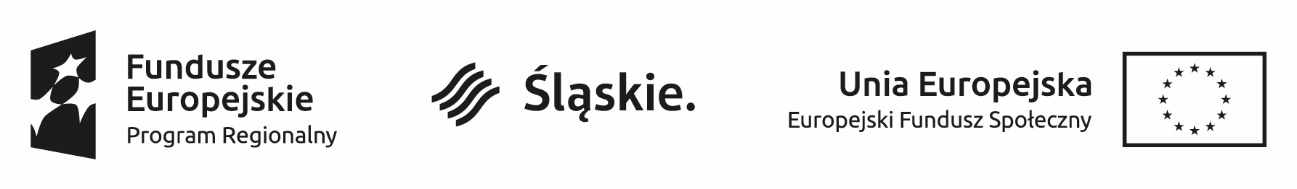 Fundusze
Europejskie
Program Regionalny
Śląskie.
Unia Europejska
Europejski Fundusz Społeczny